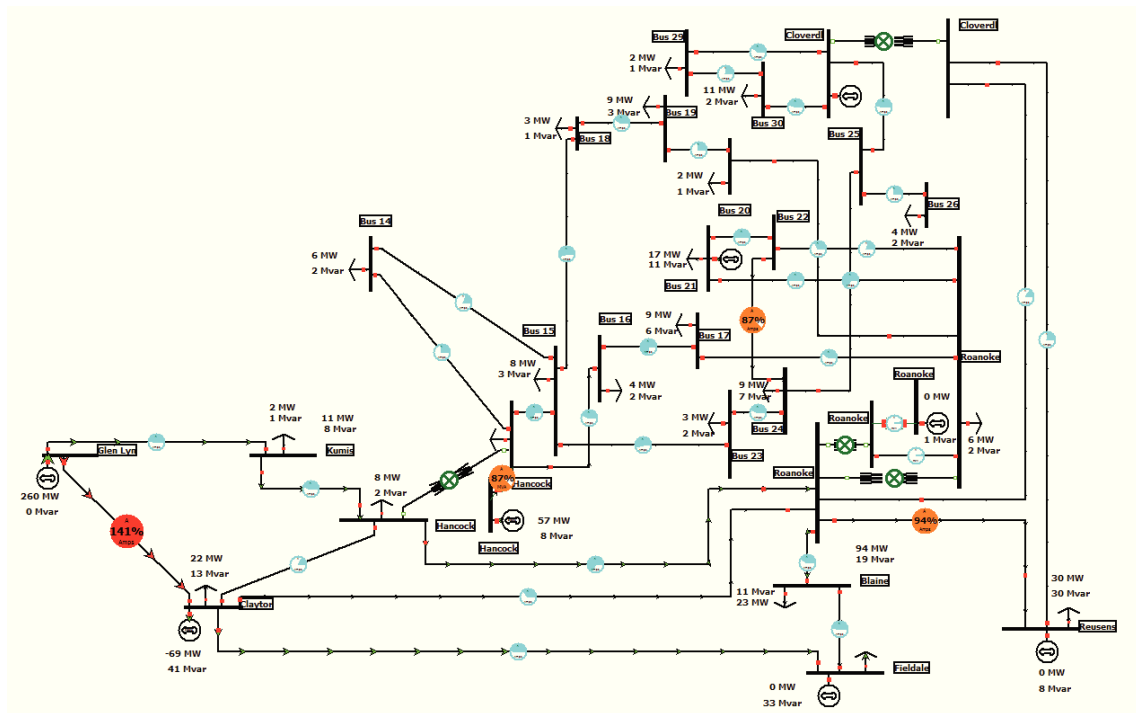 Cloverdl
Bus 29
Cloverdl
2 MW
1 Mvar
11 MW
2 Mvar
9 MW
3 Mvar
Bus 19
Bus 30
3 MW
1 Mvar
Bus 18
Bus 25
2 MW
1 Mvar
Bus 26
Bus 20
Bus 22
4 MW
2 Mvar
Bus 14
6 MW
2 Mvar
17 MW
11 Mvar
Bus 21
Bus 16
9 MW
6 Mvar
Bus 17
87%
Amps
Bus 15
8 MW
3 Mvar
4 MW
2 Mvar
Roanoke
Roanoke
9 MW
7 Mvar
0 MW
1 Mvar
3 MW
2 Mvar
Bus 24
Roanoke
6 MW
2 Mvar
2 MW
1 Mvar
11 MW
8 Mvar
Glen Lyn
Kumis
Bus 23
Roanoke
260 MW
0 Mvar
8 MW
2 Mvar
87%
Hancock
Hancock
57 MW
8 Mvar
Hancock
141%
Amps
94%
Amps
22 MW
13 Mvar
94 MW
19 Mvar
Claytor
11 Mvar
23 MW
Blaine
30 MW
30 Mvar
Reusens
-69 MW
41 Mvar
Fieldale
0 MW
33 Mvar
0 MW
8 Mvar